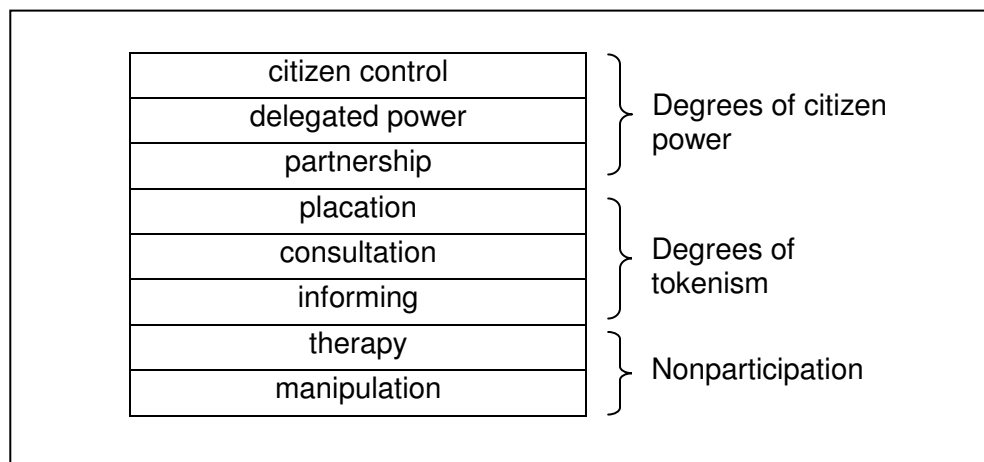 citizen control
delegated power
partnership
Degrees of citizen
power
placation
consultation
informing
Degrees of
tokenism
therapy
manipulation
Nonparticipation